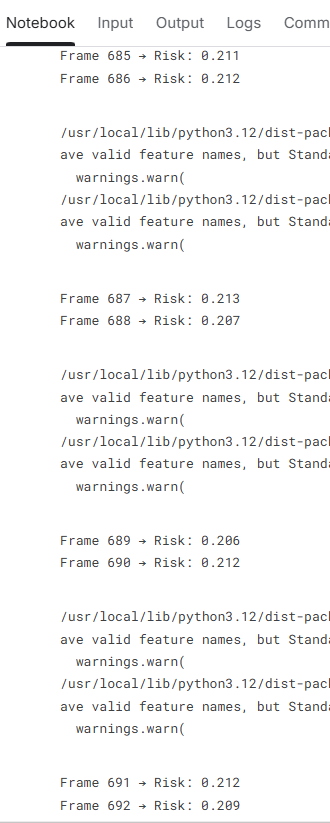 Notebook Input Output Logs Comm
Frame 685 → Risk: 0.211
Frame 686 → Risk: 0.212
/usr/local/lib/python3.12/dist-pack
ave valid feature names, but Standa
warnings.warn(
/usr/local/lib/python3.12/dist-pack
ave valid feature names, but Standa
warnings.warn(
Frame 687 → Risk: 0.213
Frame 688 → Risk: 0.207
/usr/local/lib/python3.12/dist-pack
ave valid feature names, but Standa
warnings.warn(
/usr/local/lib/python3.12/dist-pack
ave valid feature names, but Standa
warnings.warn(
Frame 689 → Risk: 0.206
Frame 690 → Risk: 0.212
/usr/local/lib/python3.12/dist-pack
ave valid feature names, but Standa
warnings.warn(
/usr/local/lib/python3.12/dist-pack
ave valid feature names, but Standa
warnings.warn(
Frame 691 → Risk: 0.212
Frame 692 → Risk: 0.209